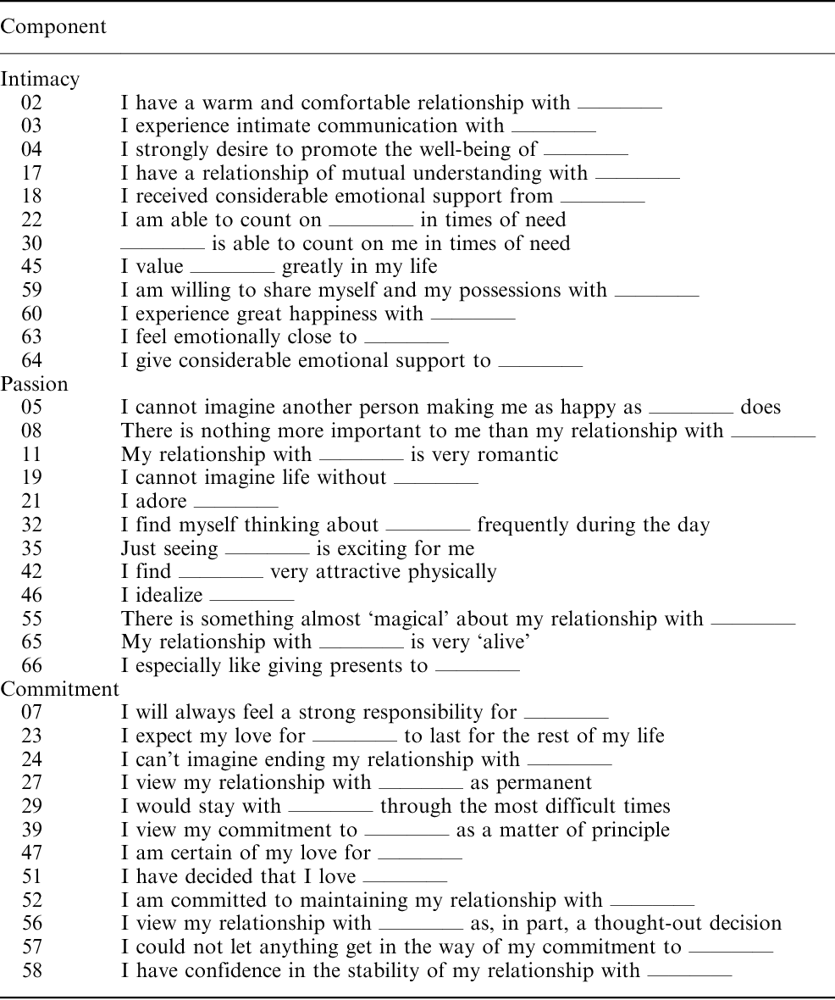 Component
Intimacy
02 I have a warm and comfortable relationship with ________
03 I experience intimate communication with ________
04 I strongly desire to promote the well-being of ________
17 I have a relationship of mutual understanding with ________
18 I received considerable emotional support from ________
22 I am able to count on ________ in times of need
30 ________ is able to count on me in times of need
45 I value ________ greatly in my life
59 I am willing to share myself and my possessions with ________
60 I experience great happiness with ________
63 I feel emotionally close to ________
64 I give considerable emotional support to ________
Passion
05 I cannot imagine another person making me as happy as ________ does
08 There is nothing more important to me than my relationship with ________
11 My relationship with ________ is very romantic
19 I cannot imagine life without ________
21 I adore ________
32 I find myself thinking about ________ frequently during the day
35 Just seeing ________ is exciting for me
42 I find ________ very attractive physically
46 I idealize ________
55 There is something almost ‘magical’ about my relationship with ________
65 My relationship with ________ is very ‘alive’
66 I especially like giving presents to ________
Commitment
07 I will always feel a strong responsibility for ________
23 I expect my love for ________ to last for the rest of my life
24 I can’t imagine ending my relationship with ________
27 I view my relationship with ________ as permanent
29 I would stay with ________ through the most difficult times
39 I view my commitment to ________ as a matter of principle
47 I am certain of my love for ________
51 I have decided that I love ________
52 I am committed to maintaining my relationship with ________
56 I view my relationship with ________ as, in part, a thought-out decision
57 I could not let anything get in the way of my commitment to ________
58 I have confidence in the stability of my relationship with ________